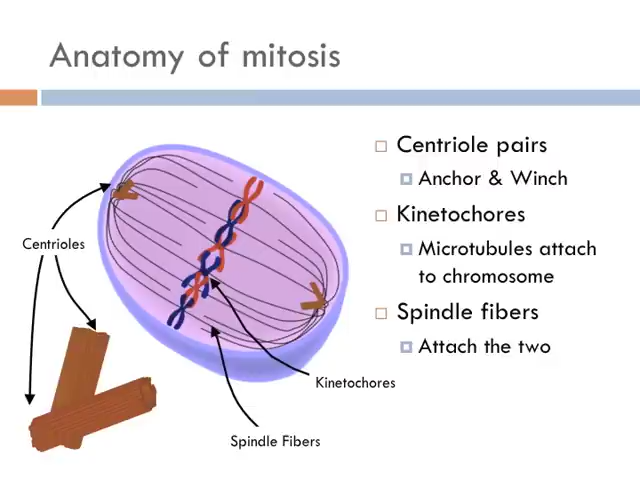 Anatomy of mitosis
Centriole pairs
Anchor & Winch
Kinetochores
Microtubules attach
to chromosome
Spindle fibers
Attach the two
Centrioles
Kinetochores
Spindle Fibers